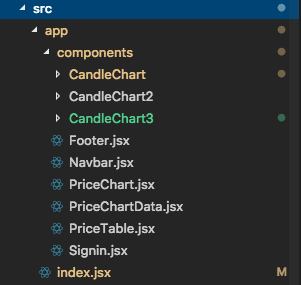 src
app
components
CandleChart
CandleChart2
CandleChart3
Footer.jsx
Navbar.jsx
PriceChart.jsx
PriceChartData.jsx
PriceTable.jsx
Signin.jsx
index.jsx M